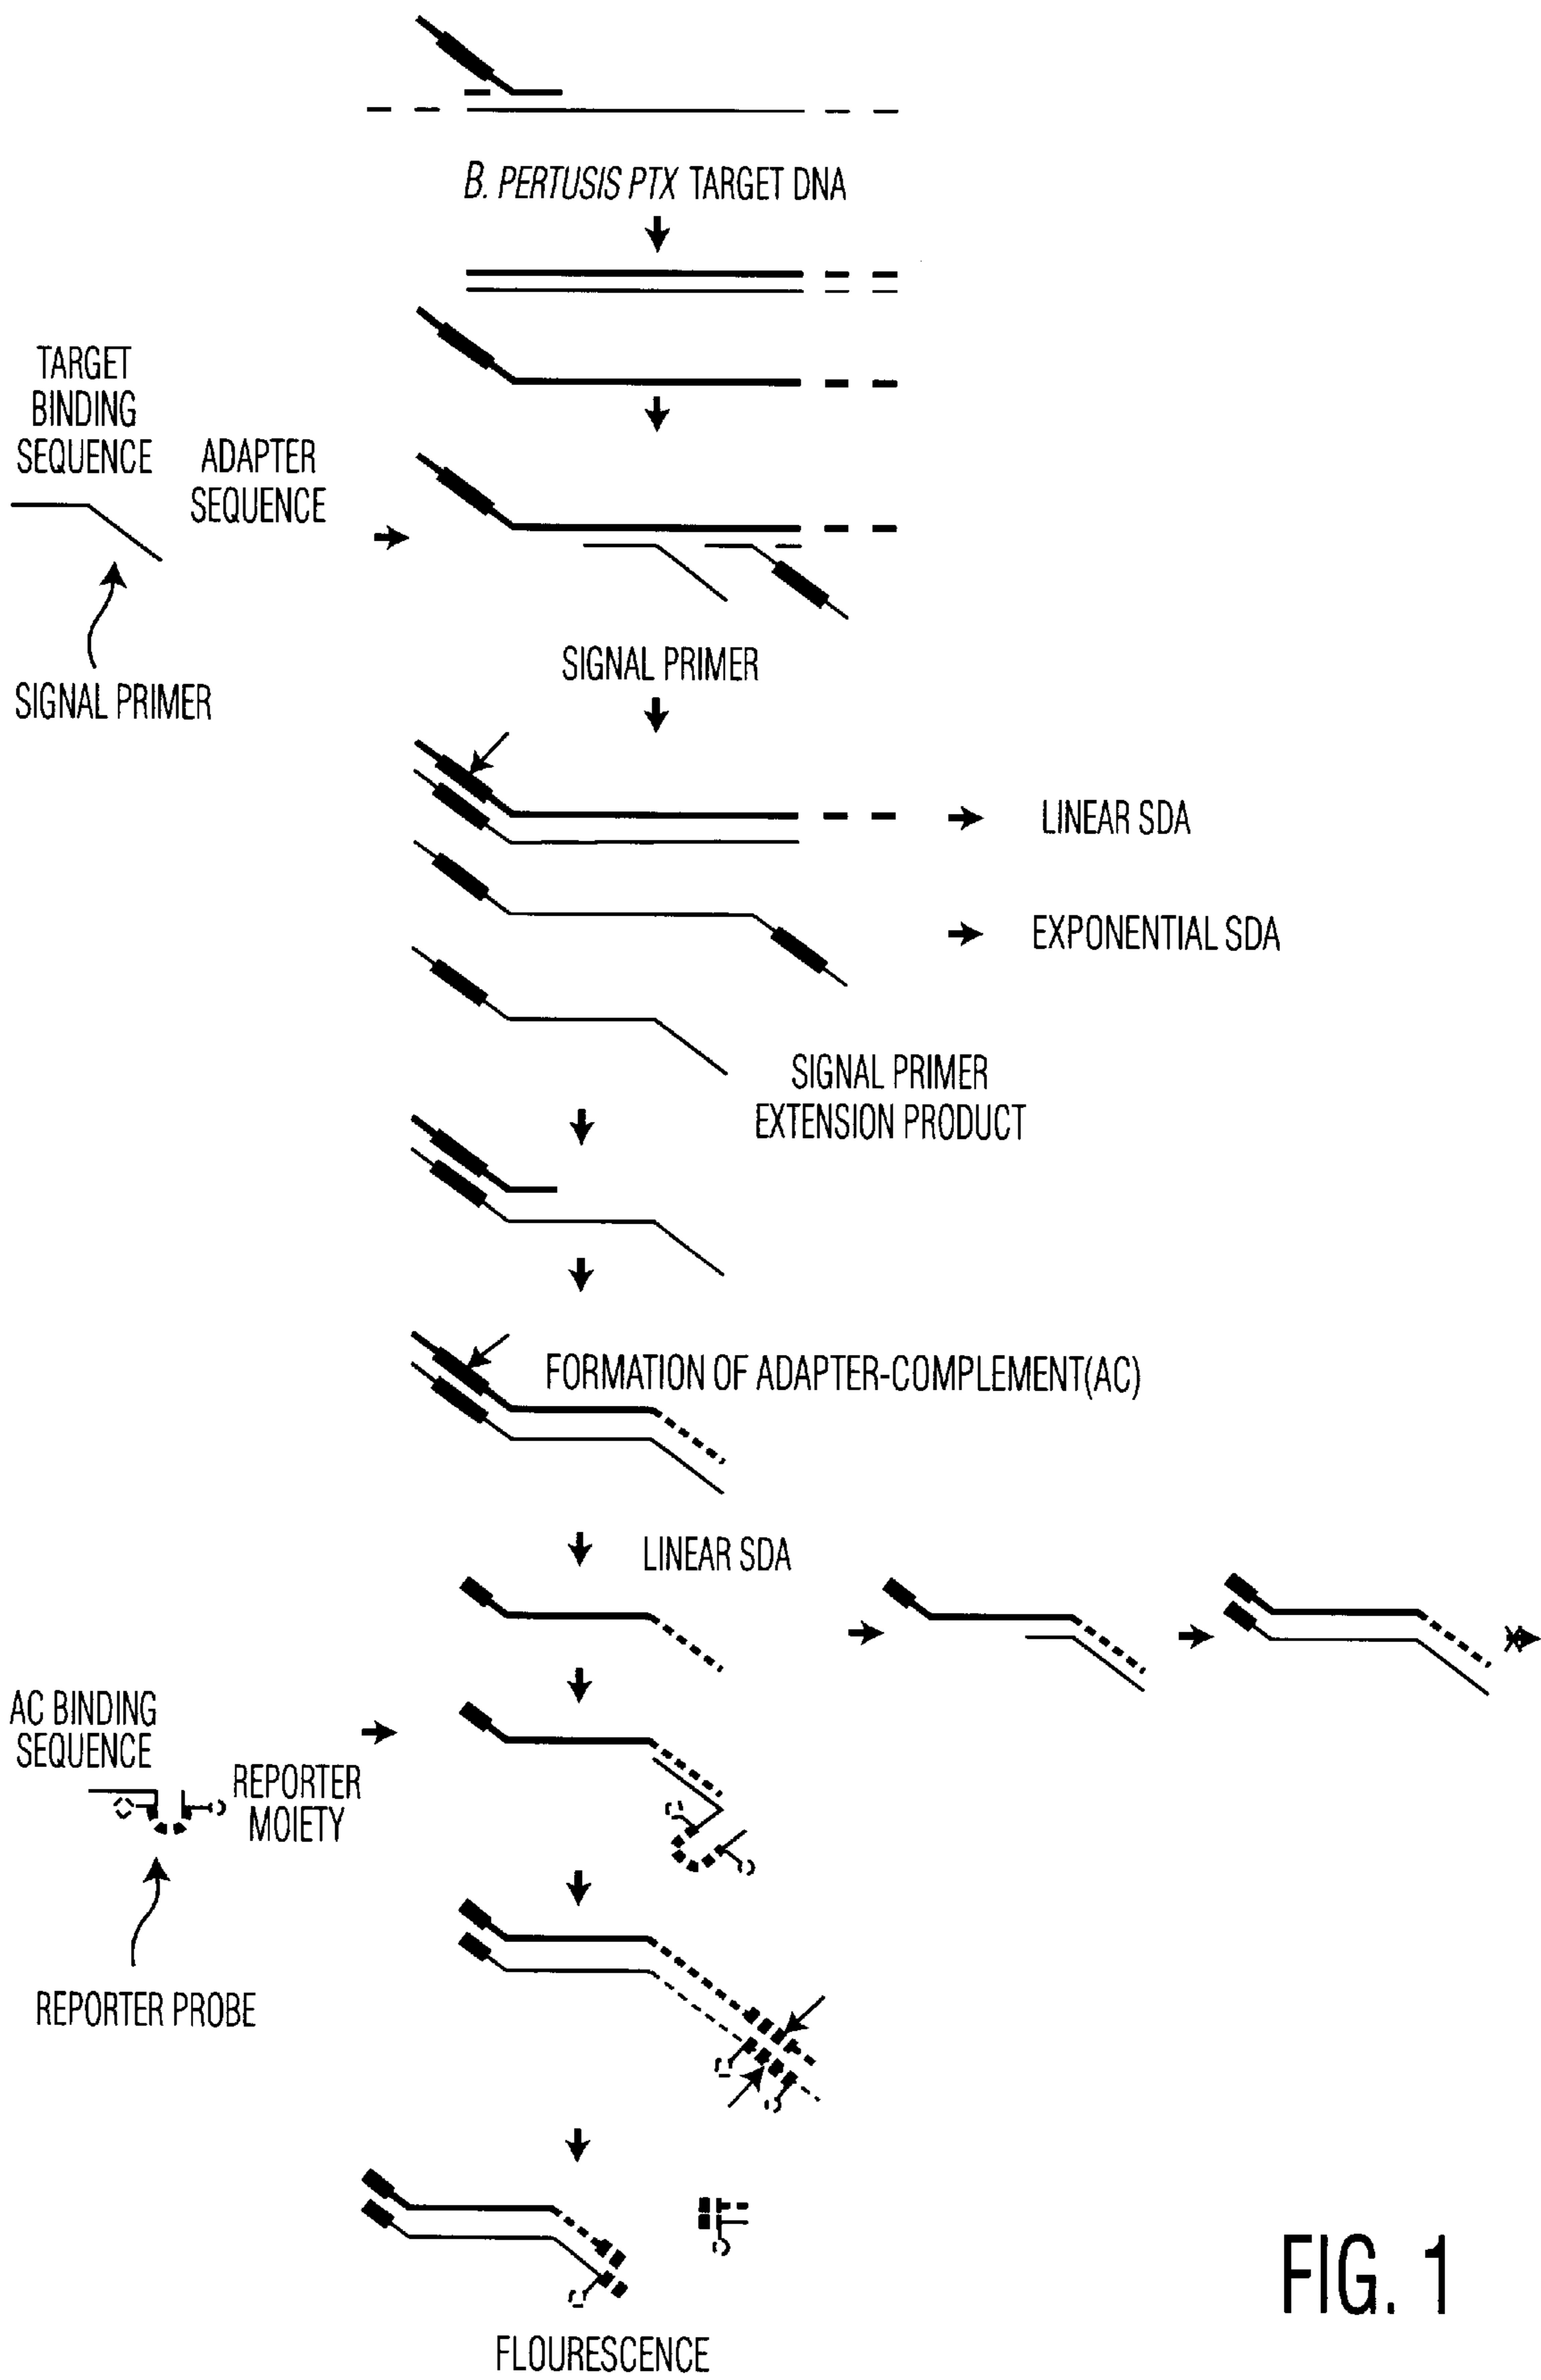 B. PERTUSIS PTX TARGET DNA
TARGET
BINDING
SEQUENCE
ADAPTER
SEQUENCE
SIGNAL PRIMER
SIGNAL PRIMER
LINEAR SDA
EXPONENTIAL SDA
SIGNAL PRIMER
EXTENSION PRODUCT
FORMATION OF ADAPTER-COMPLEMENT(AC)
LINEAR SDA
AC BINDING
SEQUENCE
REPORTER
MOIETY
REPORTER PROBE
FLOURESCENCE
FIG. 1